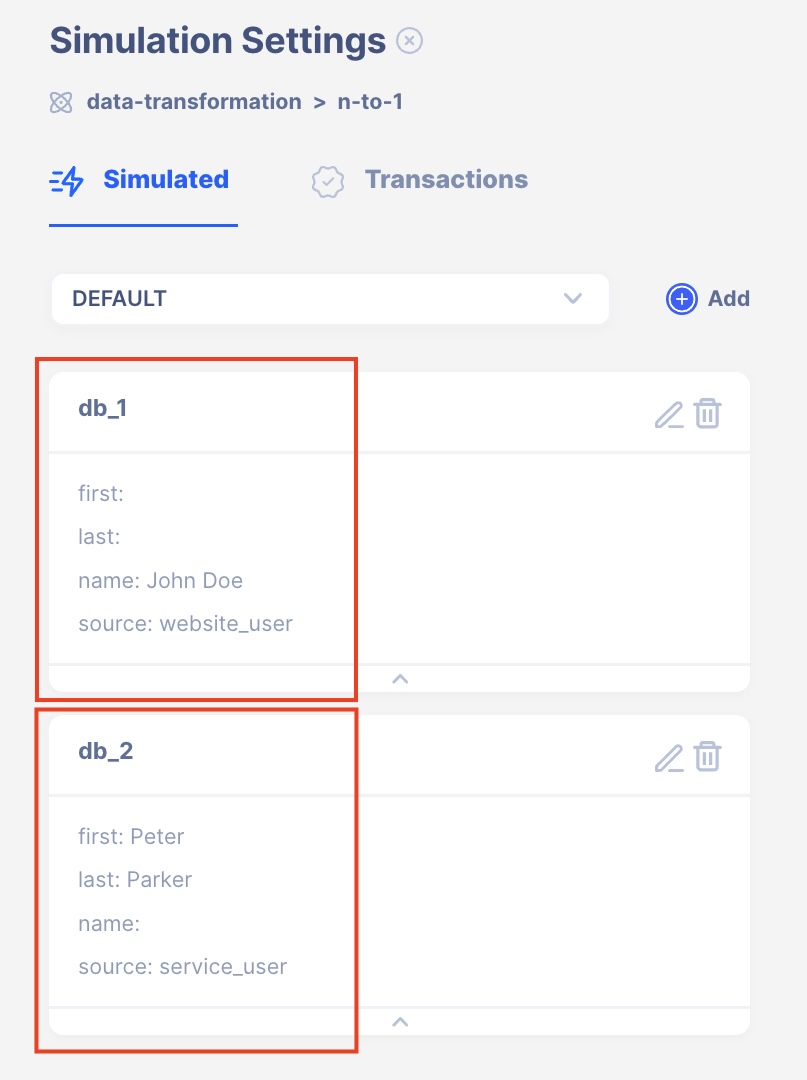 Simulation Settings
data-transformation > n-to-1
Simulated
Transactions
DEFAULT
Add
db_1
first:
last:
name: John Doe
source: website_user
db_2
first: Peter
last: Parker
name:
source: service_user